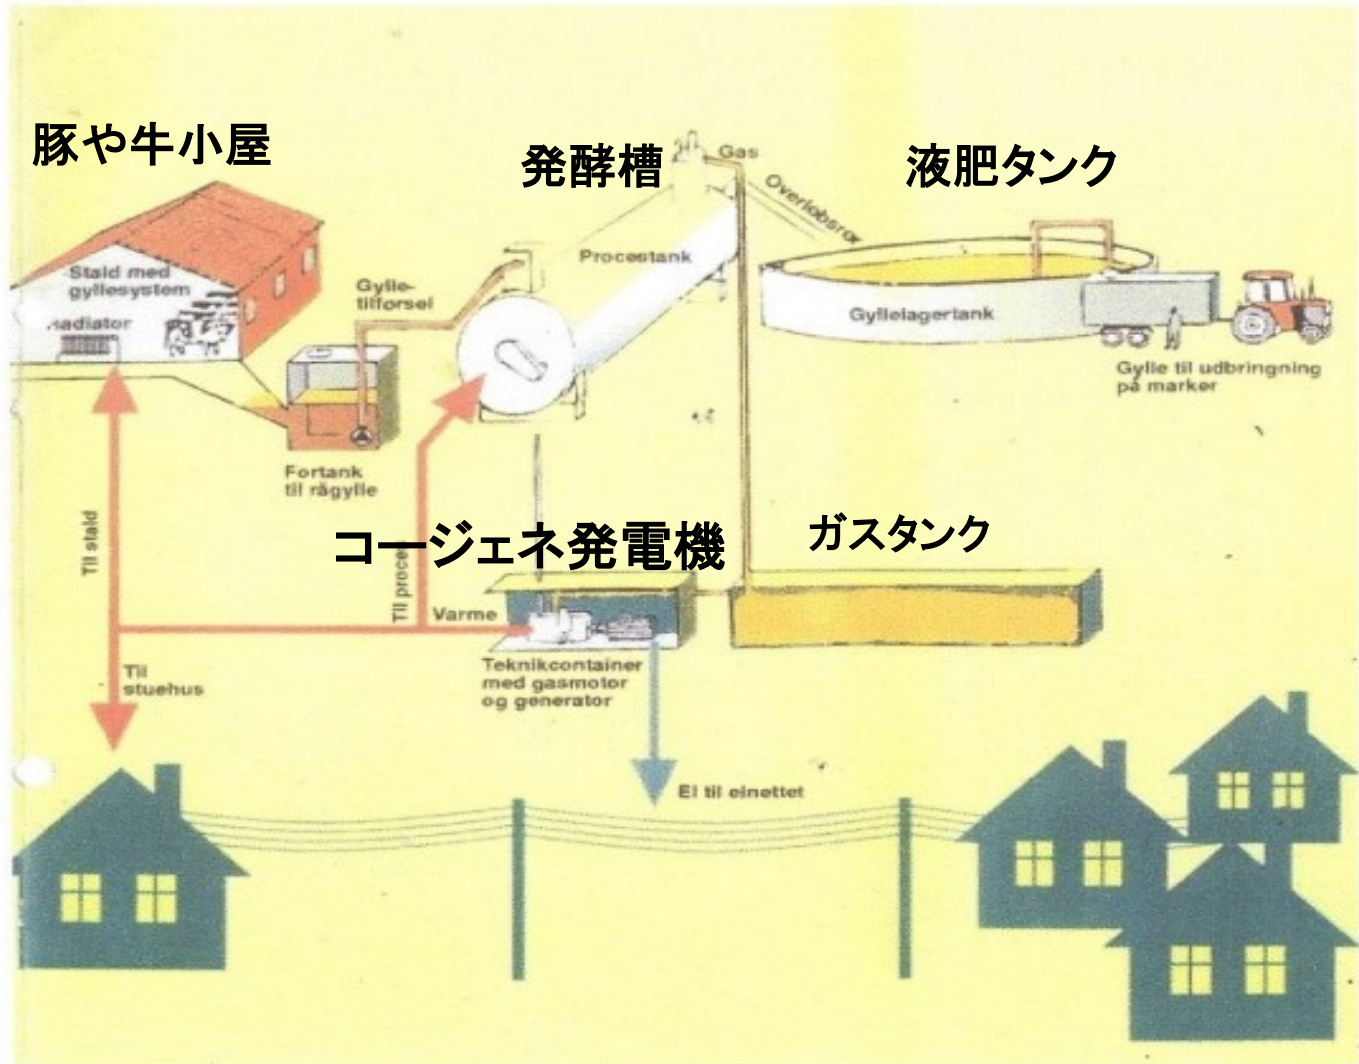 豚や牛小屋
発酵槽
液肥タンク
Gas
Overløbsrør
Procestank
Stald med
gyllesystem
radiator
Gylle-
tilførsel
Gyllelagertank
Gylle til udbringning
på marker
Fortank
til rågylle
コージェネ発電機
ガスタンク
Til stald
Til proces
Varme
Til
stuehus
Teknikcontainer
med gasmotor
og generator
El til elnettet